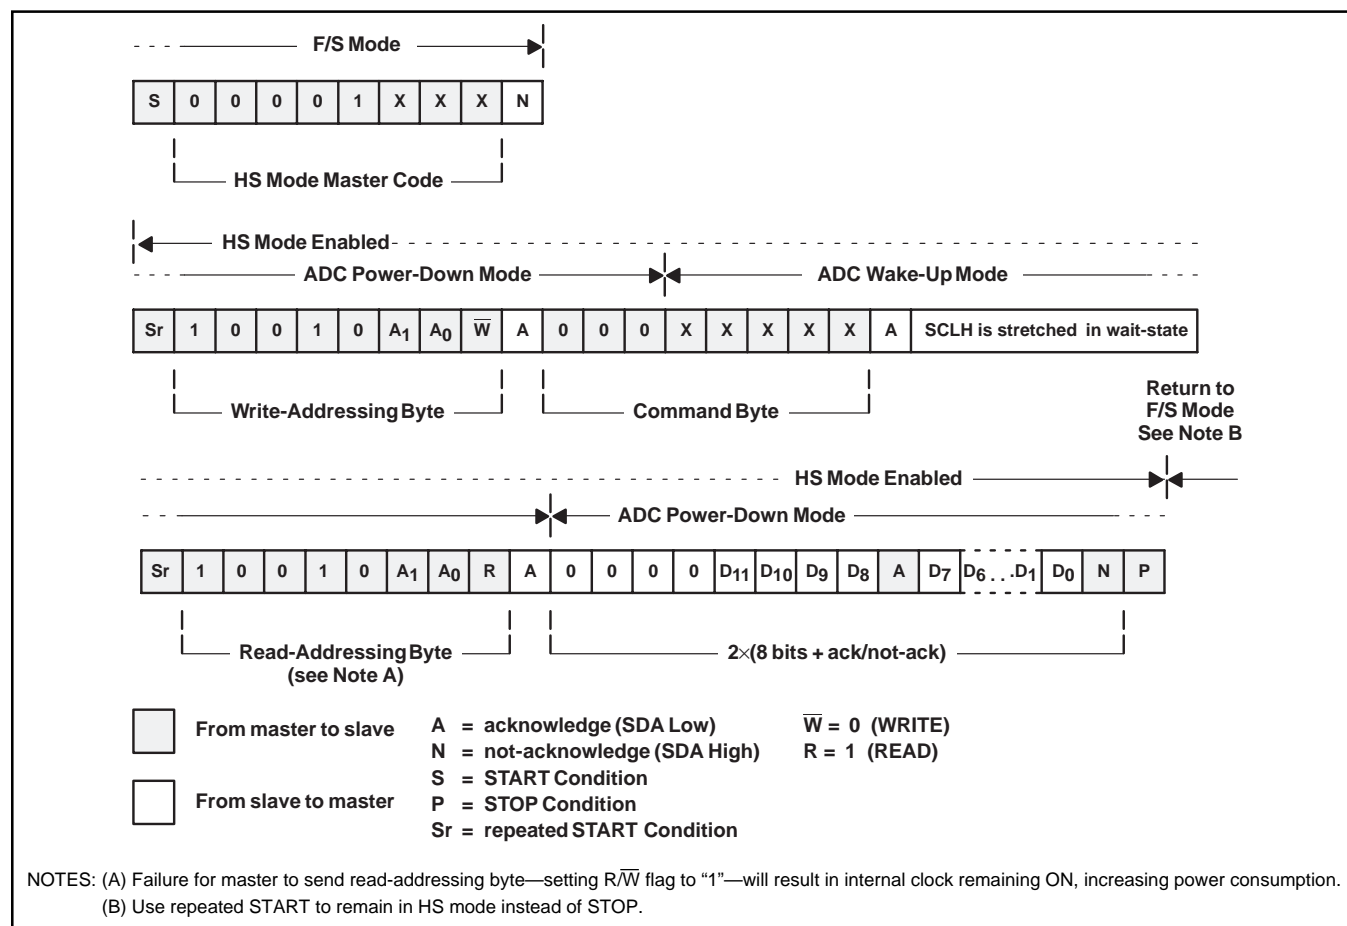 F/S Mode
S 0 0 0 0 1 X X X N
HS Mode Master Code
HS Mode Enabled
ADC Power-Down Mode ADC Wake-Up Mode
Sr 1 0 0 1 0 A1 A0 W̅ A 0 0 0 X X X X X A SCLH is stretched in wait-state
Write-Addressing Byte Command Byte
Return to
F/S Mode
See Note B
HS Mode Enabled
ADC Power-Down Mode
Sr 1 0 0 1 0 A1 A0 R A 0 0 0 0 D11 D10 D9 D8 A D7 D6 . . . D1 D0 N P
Read-Addressing Byte
(see Note A)
2×(8 bits + ack/not-ack)
From master to slave
From slave to master
A = acknowledge (SDA Low)
N = not-acknowledge (SDA High)
S = START Condition
P = STOP Condition
Sr = repeated START Condition
W̅ = 0 (WRITE)
R = 1 (READ)
NOTES: (A) Failure for master to send read-addressing byte—setting R/W̅ flag to “1”—will result in internal clock remaining ON, increasing power consumption.
(B) Use repeated START to remain in HS mode instead of STOP.